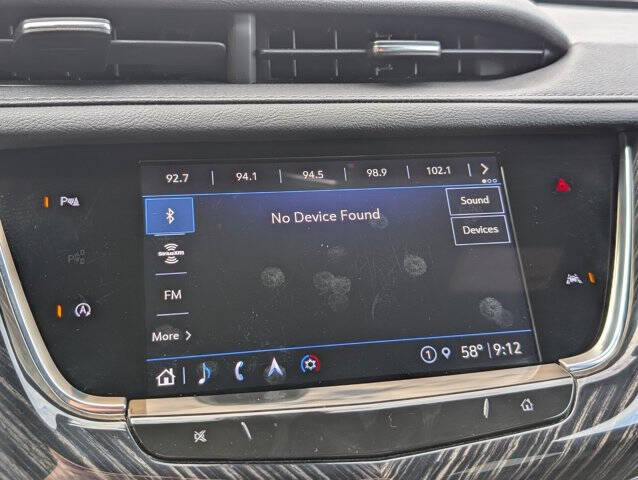 92.7 94.1 94.5 98.9 102.1
No Device Found
Sound
Devices
SiriusXM
FM
More
1 58° 9:12
P
A